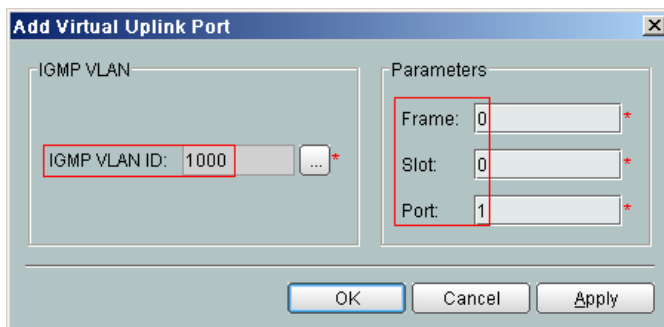 Add Virtual Uplink Port
IGMP VLAN
IGMP VLAN ID: 1000 ... *
Parameters
Frame: 0 *
Slot: 0 *
Port: 1 *
OK Cancel Apply